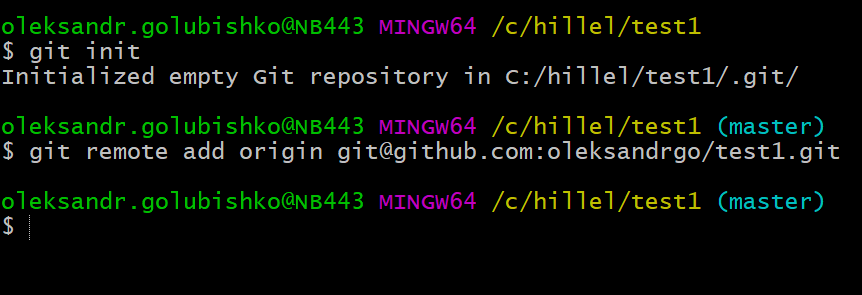 oleksandr.golubishko@NB443 MINGW64 /c/hillel/test1
$ git init
Initialized empty Git repository in C:/hillel/test1/.git/
oleksandr.golubishko@NB443 MINGW64 /c/hillel/test1 (master)
$ git remote add origin git@github.com:oleksandrgo/test1.git
oleksandr.golubishko@NB443 MINGW64 /c/hillel/test1 (master)
$